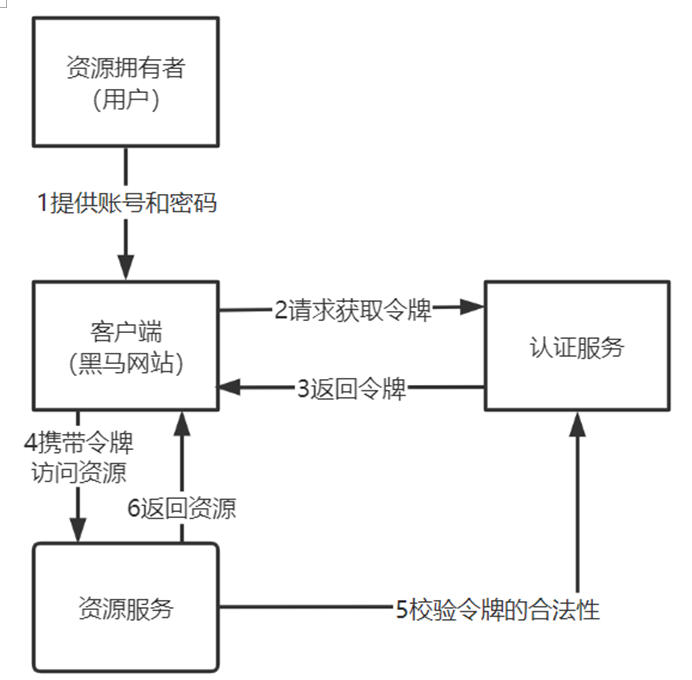 资源拥有者
（用户）
1提供账号和密码
客户端
（黑马网站）
2请求获取令牌
认证服务
3返回令牌
4携带令牌
访问资源
6返回资源
资源服务
5校验令牌的合法性